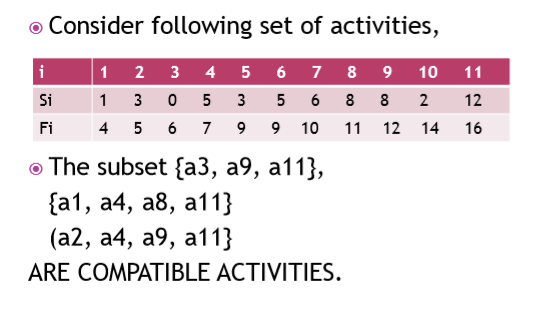 Consider following set of activities,
i 1 2 3 4 5 6 7 8 9 10 11
Si 1 3 0 5 3 5 6 8 8 2 12
Fi 4 5 6 7 9 9 10 11 12 14 16
The subset {a3, a9, a11},
{a1, a4, a8, a11}
(a2, a4, a9, a11}
ARE COMPATIBLE ACTIVITIES.